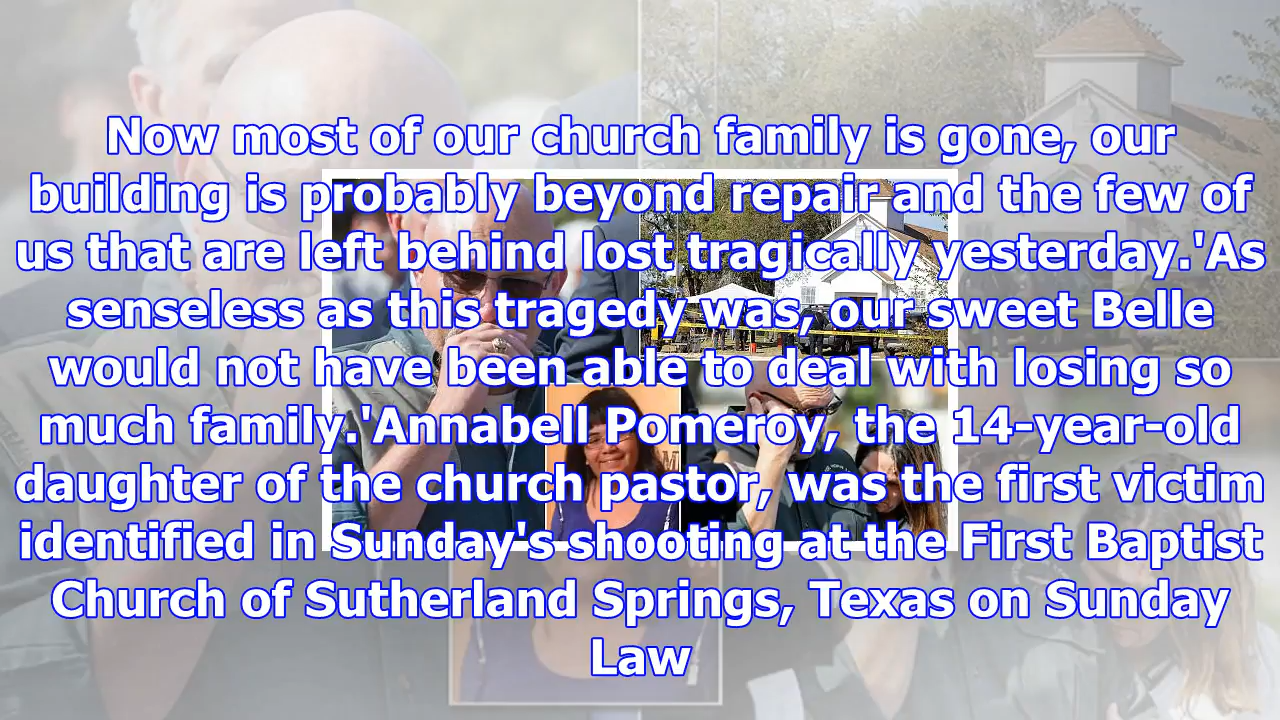 Now most of our church family is gone, our
building is probably beyond repair and the few of
us that are left behind lost tragically yesterday.'As
senseless as this tragedy was, our sweet Belle
would not have been able to deal with losing so
much family.'Annabell Pomeroy, the 14-year-old
daughter of the church pastor, was the first victim
identified in Sunday's shooting at the First Baptist
Church of Sutherland Springs, Texas on Sunday
Law